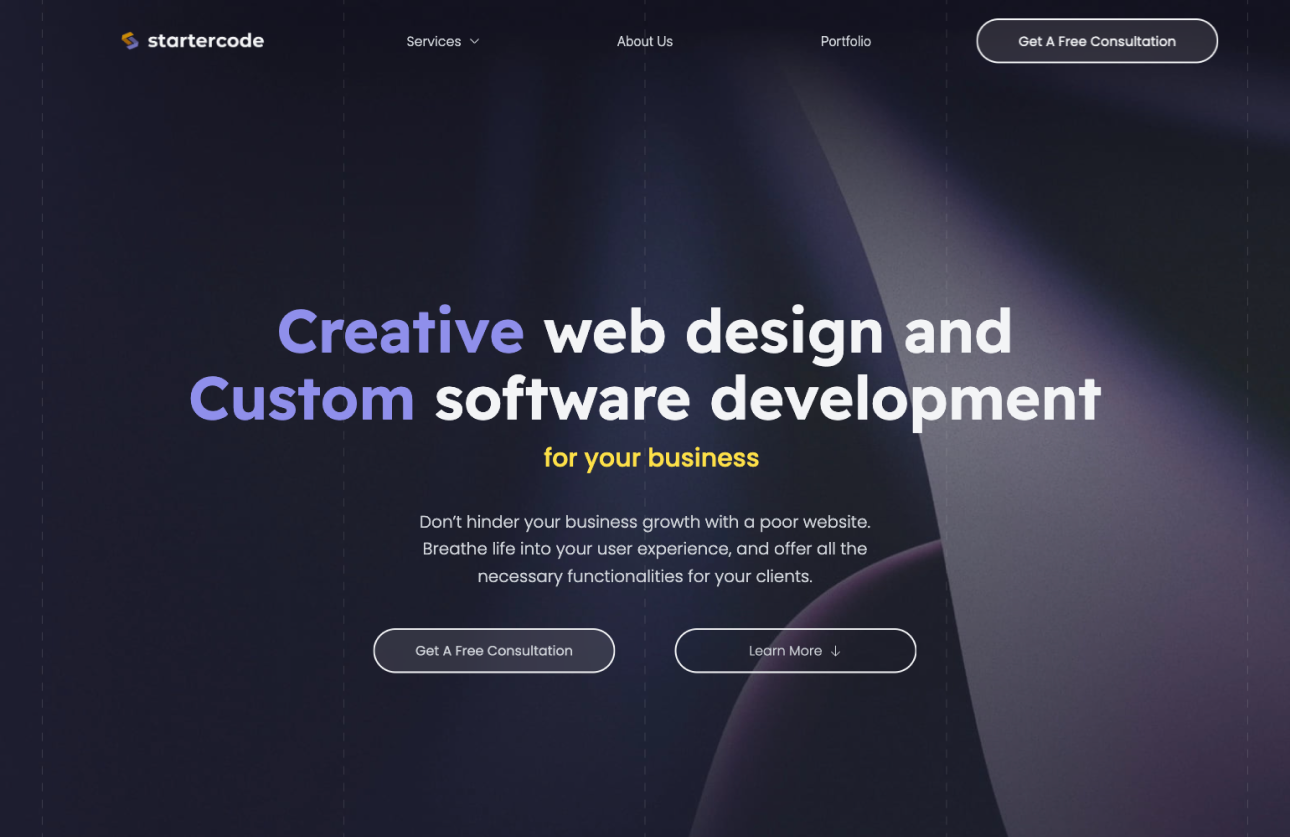 startercode
Services
About Us
Portfolio
Get A Free Consultation
Creative web design and
Custom software development
for your business
Don’t hinder your business growth with a poor website.
Breathe life into your user experience, and offer all the
necessary functionalities for your clients.
Get A Free Consultation
Learn More ↓